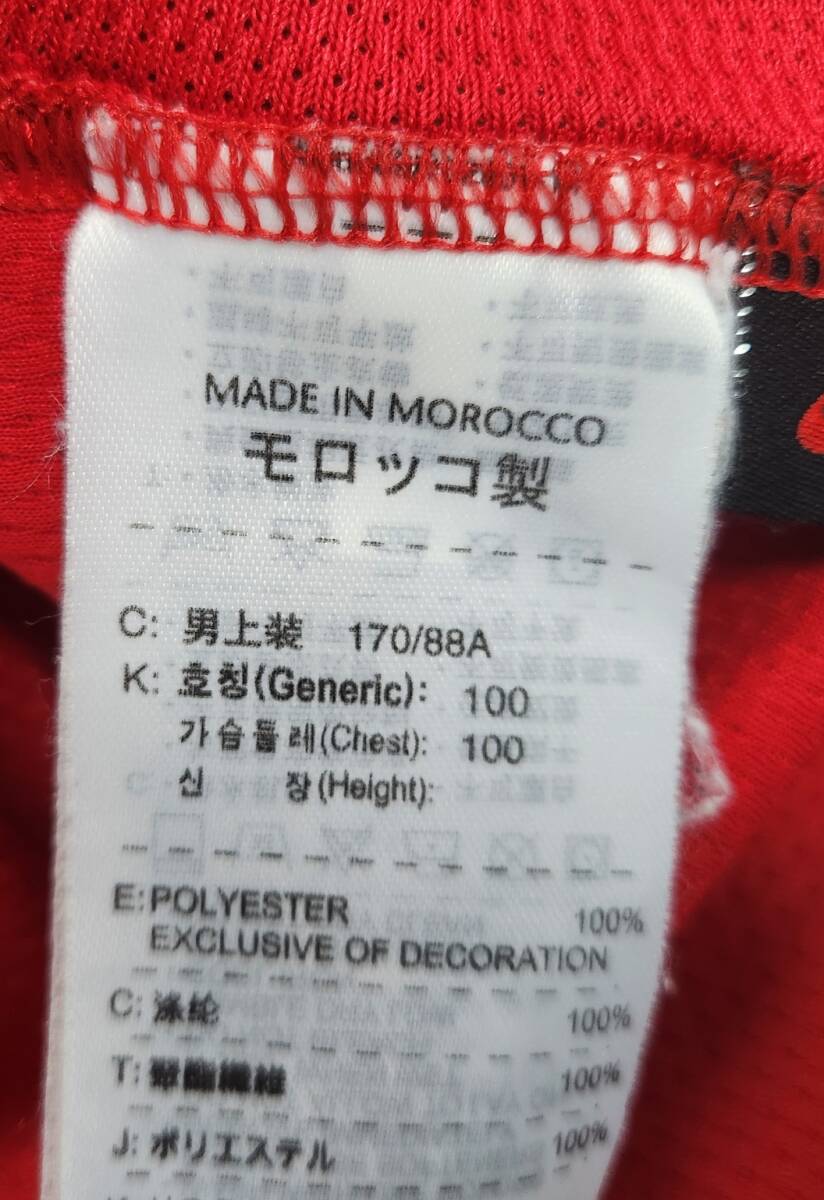 MADE IN MOROCCO
モロッコ製
C: 男上装 170/88A
K: 호칭(Generic): 100
가슴둘레(Chest): 100
신 장(Height):
E:POLYESTER 100%
EXCLUSIVE OF DECORATION
C: 涤纶 100%
T: 聚酯纖維 100%
J: ポリエステル 100%